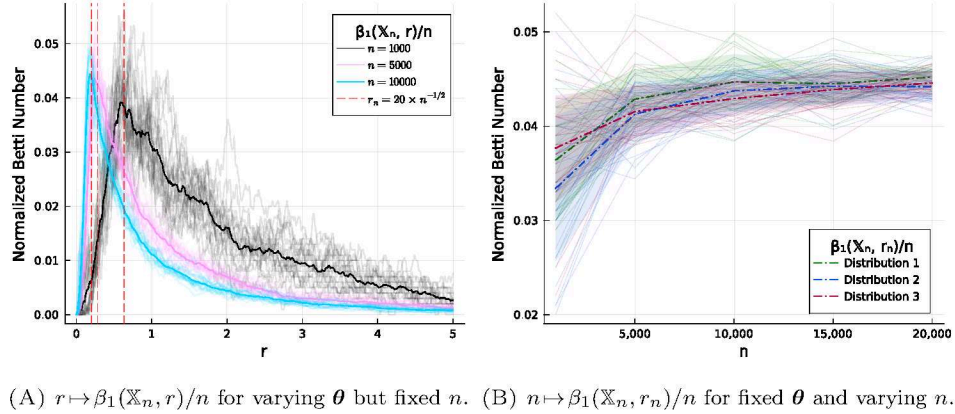 Normalized Betti Number
0.05
0.04
0.03
0.02
0.01
0.00
0
1
2
3
4
5
r
β₁(𝕏ₙ, r)/n
n = 1000
n = 5000
n = 10000
rₙ = 20 × n^{-1/2}
Normalized Betti Number
0.05
0.04
0.03
0.02
5,000
10,000
15,000
20,000
n
β₁(𝕏ₙ, rₙ)/n
Distribution 1
Distribution 2
Distribution 3
(A) r ↦ β₁(𝕏ₙ, r)/n for varying θ but fixed n.
(B) n ↦ β₁(𝕏ₙ, rₙ)/n for fixed θ and varying n.